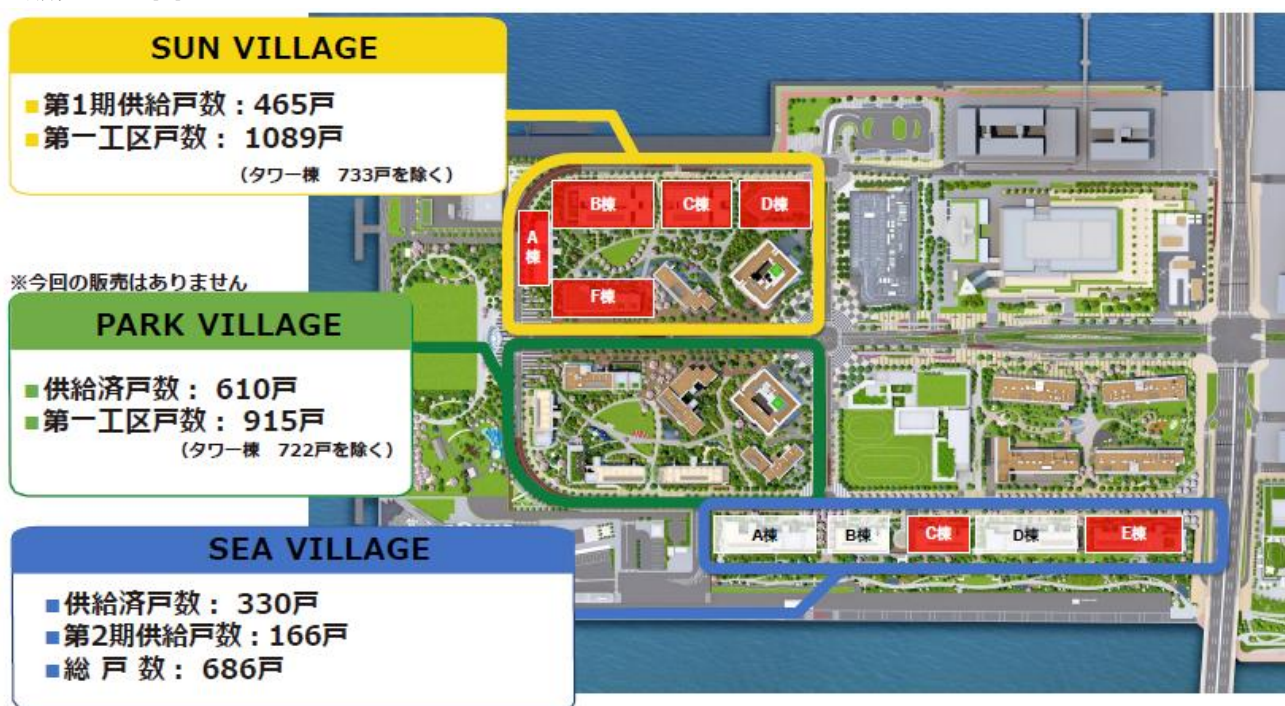 SUN VILLAGE
■第1期供給戸数：465戸
■第一工区戸数： 1089戸
（タワー棟　733戸を除く）
※今回の販売はありません
PARK VILLAGE
■供給済戸数： 610戸
■第一工区戸数： 915戸
（タワー棟　722戸を除く）
SEA VILLAGE
■供給済戸数： 330戸
■第2期供給戸数：166戸
■総 戸 数： 686戸
A棟
B棟
C棟
D棟
F棟
A棟
B棟
C棟
D棟
E棟